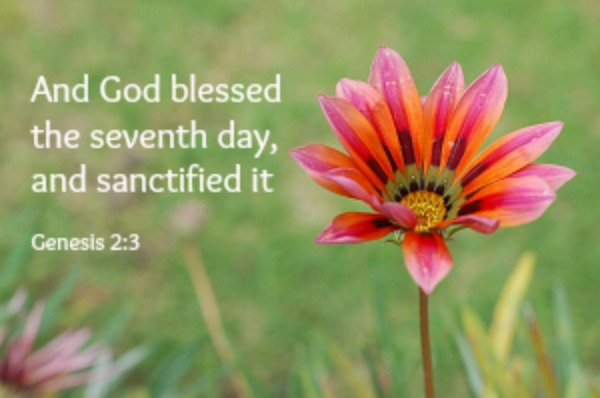 And God blessed
the seventh day,
and sanctified it
Genesis 2:3